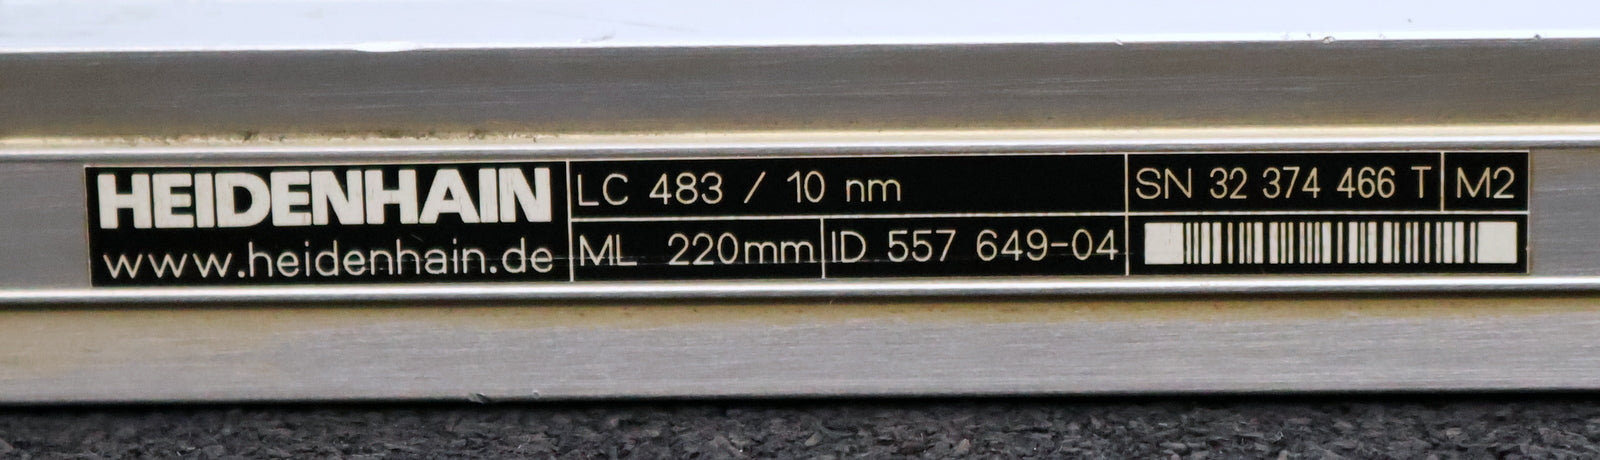 HEIDENHAIN
www.heidenhain.de
LC 483 / 10 nm
ML 220mm
ID 557 649-04
SN 32 374 466 T
M2